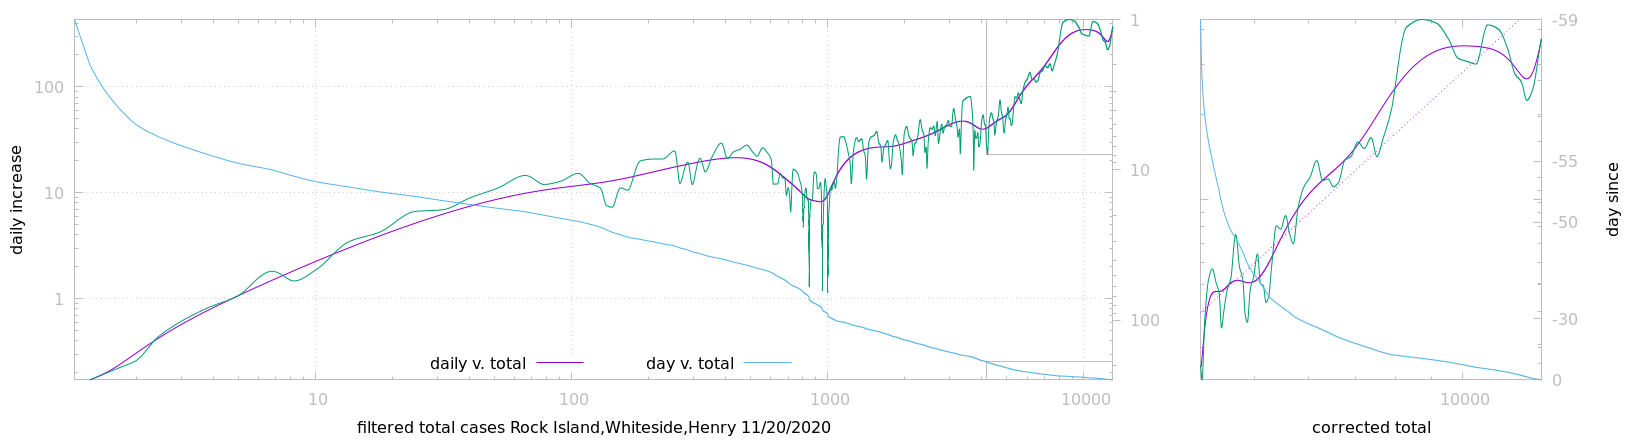 1
-59
100
3
daily increase
10
10
-55
-50
day since
1
100
-30
daily v. total
day v. total
0
10
100
1000
10000
10000
filtered total cases Rock Island,Whiteside,Henry 11/20/2020
corrected total